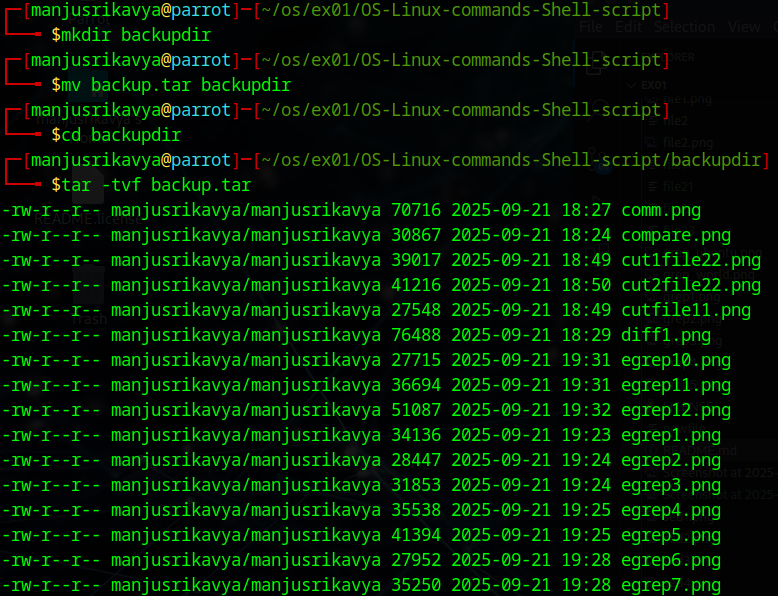 ┌─[manjusrikavya@parrot]─[~/os/ex01/OS-Linux-commands-Shell-script]
└──╼ $mkdir backupdir
┌─[manjusrikavya@parrot]─[~/os/ex01/OS-Linux-commands-Shell-script]
└──╼ $mv backup.tar backupdir
┌─[manjusrikavya@parrot]─[~/os/ex01/OS-Linux-commands-Shell-script]
└──╼ $cd backupdir
┌─[manjusrikavya@parrot]─[~/os/ex01/OS-Linux-commands-Shell-script/backupdir]
└──╼ $tar -tvf backup.tar
-rw-r--r-- manjusrikavya/manjusrikavya 70716 2025-09-21 18:27 comm.png
-rw-r--r-- manjusrikavya/manjusrikavya 30867 2025-09-21 18:24 compare.png
-rw-r--r-- manjusrikavya/manjusrikavya 39017 2025-09-21 18:49 cut1file22.png
-rw-r--r-- manjusrikavya/manjusrikavya 41216 2025-09-21 18:50 cut2file22.png
-rw-r--r-- manjusrikavya/manjusrikavya 27548 2025-09-21 18:49 cutfile11.png
-rw-r--r-- manjusrikavya/manjusrikavya 76488 2025-09-21 18:29 diff1.png
-rw-r--r-- manjusrikavya/manjusrikavya 27715 2025-09-21 19:31 egrep10.png
-rw-r--r-- manjusrikavya/manjusrikavya 36694 2025-09-21 19:31 egrep11.png
-rw-r--r-- manjusrikavya/manjusrikavya 51087 2025-09-21 19:32 egrep12.png
-rw-r--r-- manjusrikavya/manjusrikavya 34136 2025-09-21 19:23 egrep1.png
-rw-r--r-- manjusrikavya/manjusrikavya 28447 2025-09-21 19:24 egrep2.png
-rw-r--r-- manjusrikavya/manjusrikavya 31853 2025-09-21 19:24 egrep3.png
-rw-r--r-- manjusrikavya/manjusrikavya 35538 2025-09-21 19:25 egrep4.png
-rw-r--r-- manjusrikavya/manjusrikavya 41394 2025-09-21 19:25 egrep5.png
-rw-r--r-- manjusrikavya/manjusrikavya 27952 2025-09-21 19:28 egrep6.png
-rw-r--r-- manjusrikavya/manjusrikavya 35250 2025-09-21 19:28 egrep7.png
File Edit Selection View
EX01
file2
file2.png
file21